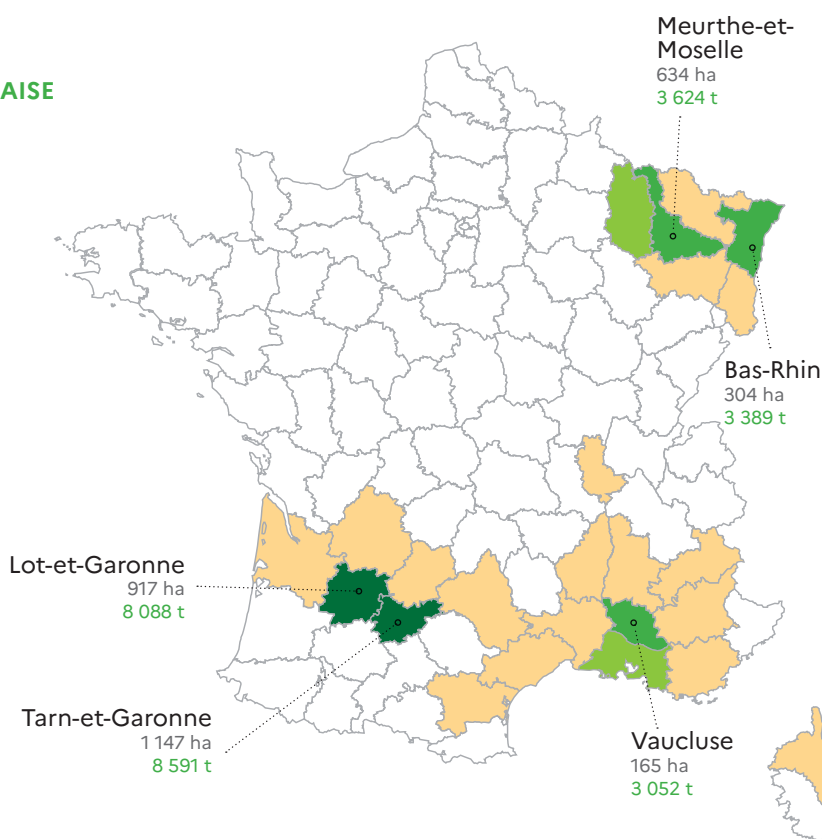 AISE
Meurthe-et-
Moselle
634 ha
3 624 t
Bas-Rhin
304 ha
3 389 t
Lot-et-Garonne
917 ha
8 088 t
Tarn-et-Garonne
1 147 ha
8 591 t
Vaucluse
165 ha
3 052 t